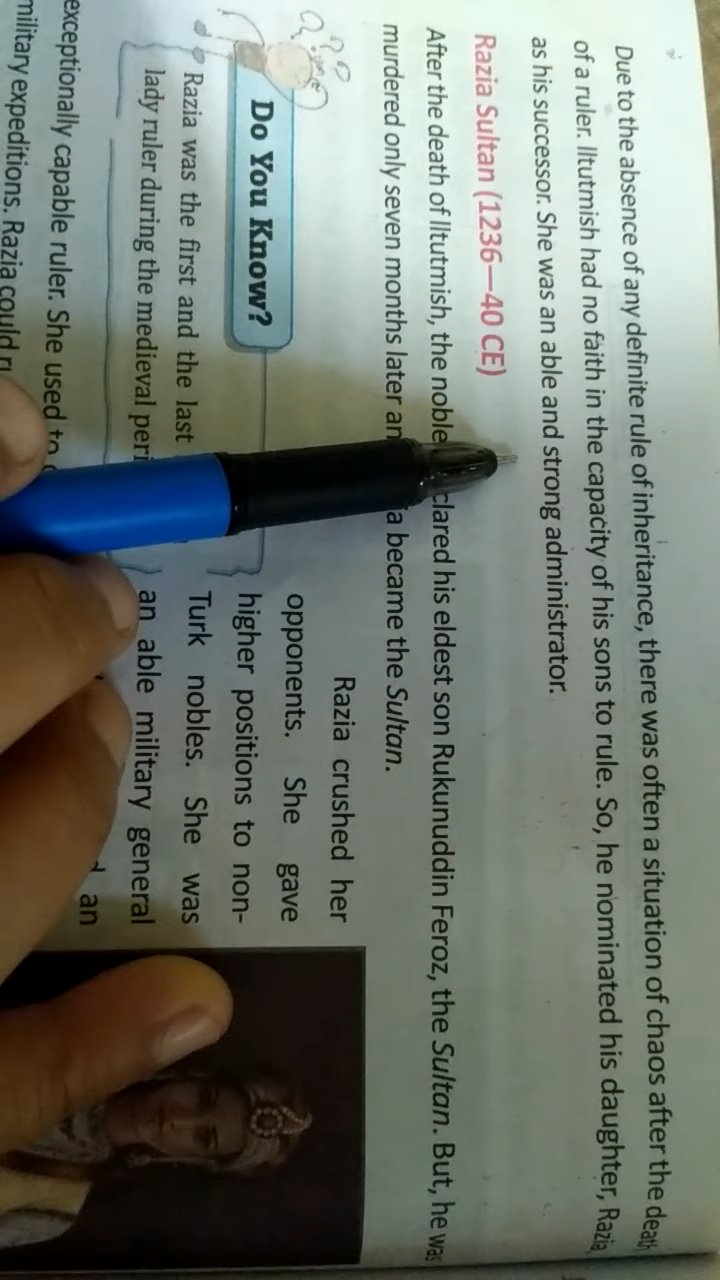 Due to the absence of any definite rule of inheritance, there was often a situation of chaos after the death
of a ruler. Iltutmish had no faith in the capacity of his sons to rule. So, he nominated his daughter, Razia,
as his successor. She was an able and strong administrator.
Razia Sultan (1236—40 CE)
After the death of Iltutmish, the noble clared his eldest son Rukunuddin Feroz, the Sultan. But, he was
murdered only seven months later an a became the Sultan.
Do You Know?
Razia was the first and the last
lady ruler during the medieval peri
Razia crushed her
opponents. She gave
higher positions to non-
Turk nobles. She was
an able military general
an
exceptionally capable ruler. She used to
military expeditions. Razia could